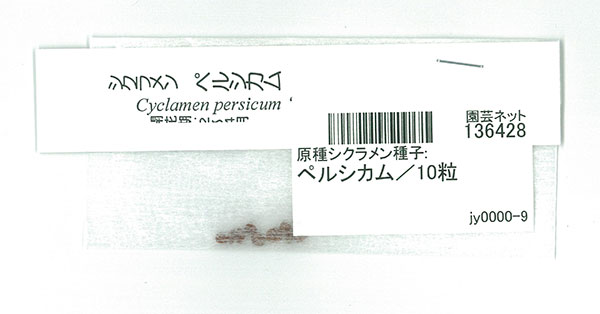 シクラメン ペルシカム
Cyclamen persicum '
園芸ネット
136428
原種シクラメン種子:
ペルシカム／10粒
jy0000-9